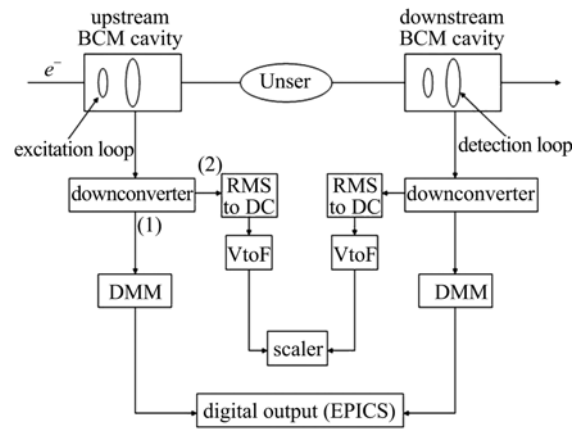 upstream
BCM cavity
downstream
BCM cavity
e⁻
Unser
excitation loop
detection loop
(2)
downconverter
RMS
to DC
RMS
to DC
downconverter
(1)
VtoF
VtoF
DMM
DMM
scaler
digital output (EPICS)